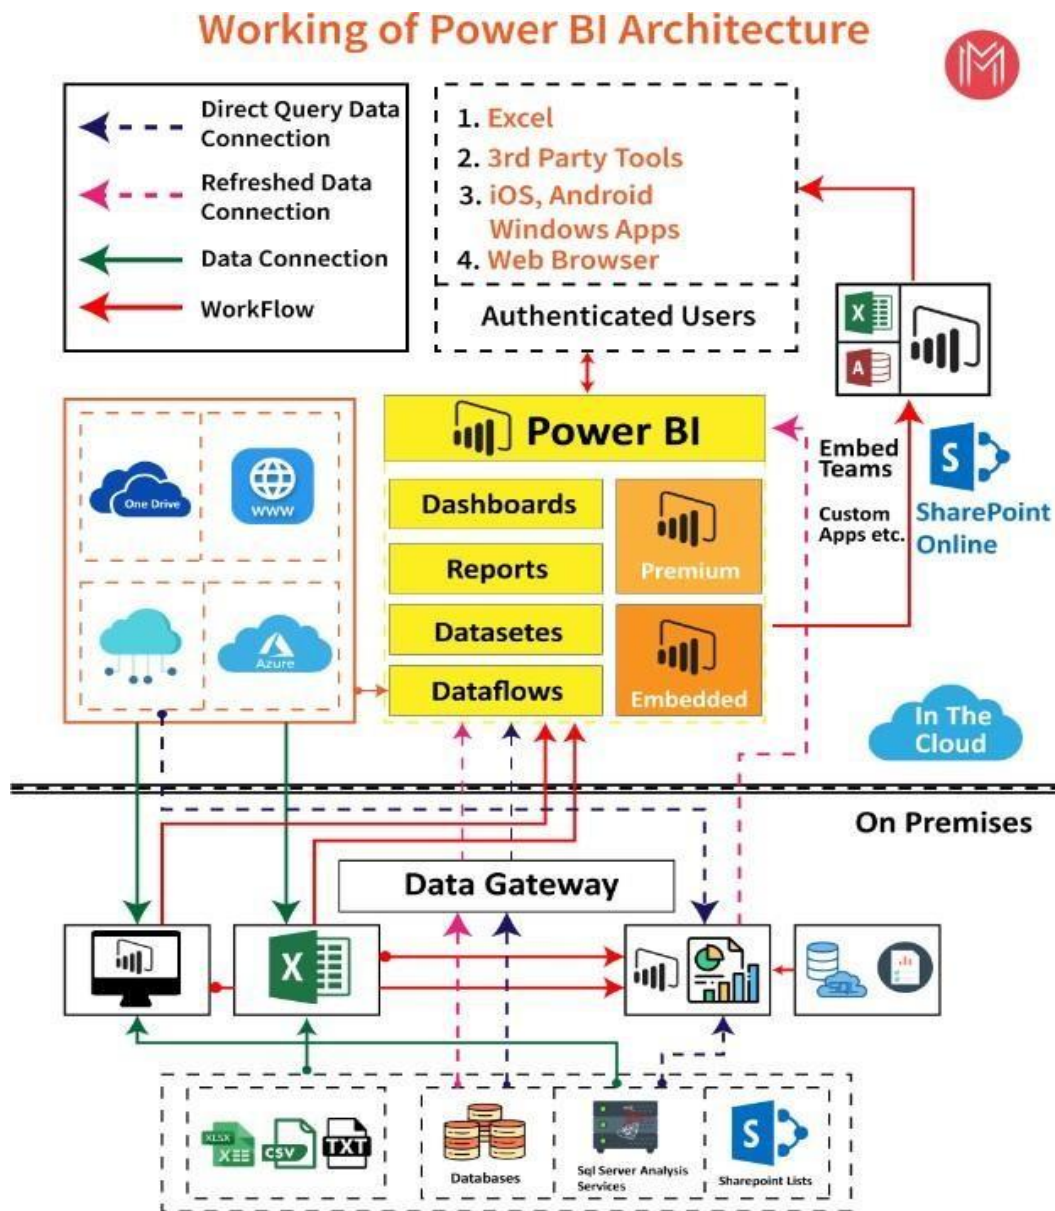 Working of Power BI Architecture
M
Direct Query Data
Connection
Refreshed Data
Connection
Data Connection
WorkFlow
1. Excel
2. 3rd Party Tools
3. iOS, Android
Windows Apps
4. Web Browser
Authenticated Users
X
A
One Drive
WWW
Azure
Power BI
Dashboards
Reports
Datasetes
Dataflows
Premium
Embedded
Embed
Teams
Custom
Apps etc.
S
SharePoint
Online
In The
Cloud
On Premises
Data Gateway
X
SQL
XLSX
X
CSV
TXT
Databases
Sql Server Analysis
Services
S
Sharepoint Lists